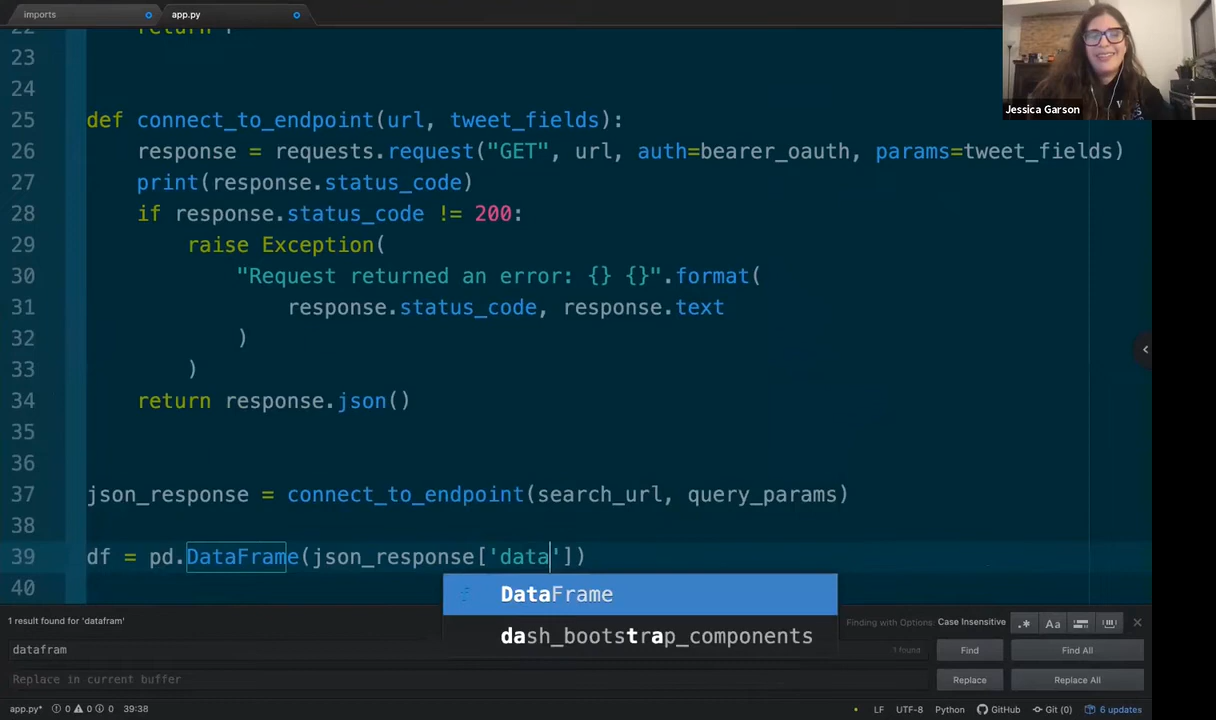 imports
app.py
22
23
24
25 def connect_to_endpoint(url, tweet_fields):
26 response = requests.request("GET", url, auth=bearer_oauth, params=tweet_fields)
27 print(response.status_code)
28 if response.status_code != 200:
29 raise Exception(
30 "Request returned an error: {} {}".format(
31 response.status_code, response.text
32 )
33 )
34 return response.json()
35
36
37 json_response = connect_to_endpoint(search_url, query_params)
38
39 df = pd.DataFrame(json_response['data'])
40
DataFrame
dash_bootstrap_components
Jessica Garson
1 result found for 'datafram'
Finding with Options: Case Insensitive
.* Aa
datafram
1 found
Find
Find All
Replace in current buffer
Replace
Replace All
app.py* 0 0 0 39:38
LF UTF-8 Python GitHub Git (0) 6 updates